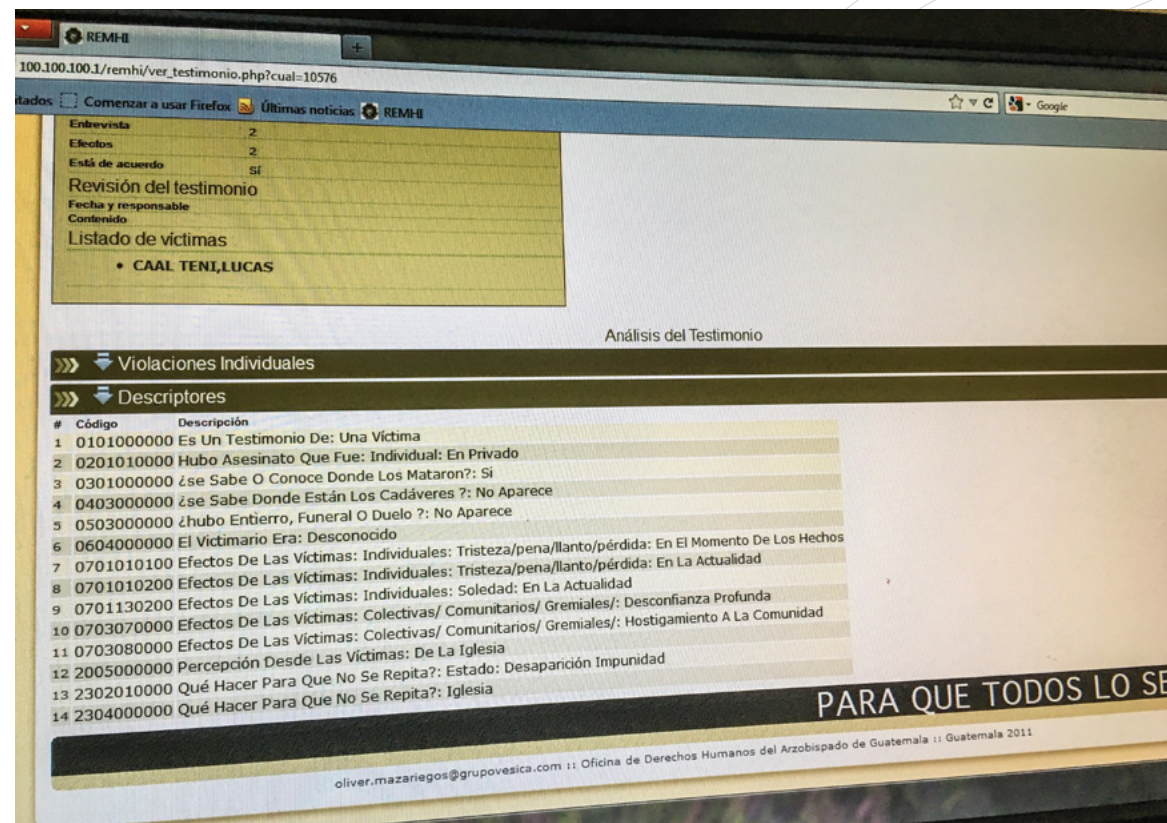 REMHI
+
100.100.100.1/remhi/ver_testimonio.php?cual=10576
Google
tados Comenzar a usar Firefox Últimas noticias REMHI
Entrevista 2
Efectos 2
Está de acuerdo Sí
Revisión del testimonio
Fecha y responsable
Contenido
Listado de víctimas
• CAAL TENI,LUCAS
Análisis del Testimonio
Violaciones Individuales
Descriptores
# Código Descripción
1 0101000000 Es Un Testimonio De: Una Víctima
2 0201010000 Hubo Asesinato Que Fue: Individual: En Privado
3 0301000000 ¿se Sabe O Conoce Donde Los Mataron?: Si
4 0403000000 ¿se Sabe Donde Están Los Cadáveres ?: No Aparece
5 0503000000 ¿hubo Entierro, Funeral O Duelo ?: No Aparece
6 0604000000 El Victimario Era: Desconocido
7 0701010100 Efectos De Las Víctimas: Individuales: Tristeza/pena/llanto/pérdida: En El Momento De Los Hechos
8 0701010200 Efectos De Las Víctimas: Individuales: Tristeza/pena/llanto/pérdida: En La Actualidad
9 0701130200 Efectos De Las Víctimas: Individuales: Soledad: En La Actualidad
10 0703070000 Efectos De Las Víctimas: Colectivas/ Comunitarios/ Gremiales/: Desconfianza Profunda
11 0703080000 Efectos De Las Víctimas: Colectivas/ Comunitarios/ Gremiales/: Hostigamiento A La Comunidad
12 2005000000 Percepción Desde Las Víctimas: De La Iglesia
13 2302010000 Qué Hacer Para Que No Se Repita?: Estado: Desaparición Impunidad
14 2304000000 Qué Hacer Para Que No Se Repita?: Iglesia
PARA QUE TODOS LO SE
oliver.mazariegos@grupovesica.com :: Oficina de Derechos Humanos del Arzobispado de Guatemala :: Guatemala 2011